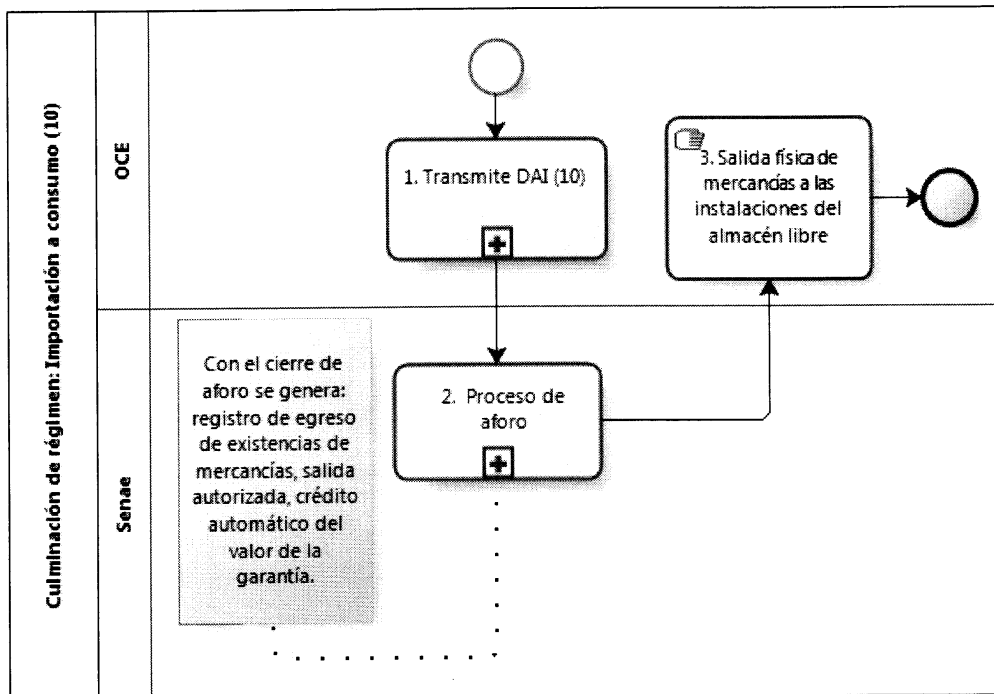 Culminación de régimen: Importación a consumo (10)
OCE
1. Transmite DAI (10)
3. Salida física de
mercancías a las
instalaciones del
almacén libre
Senae
Con el cierre de
aforo se genera:
registro de egreso
de existencias de
mercancías, salida
autorizada, crédito
automático del
valor de la
garantía.
2. Proceso de
aforo